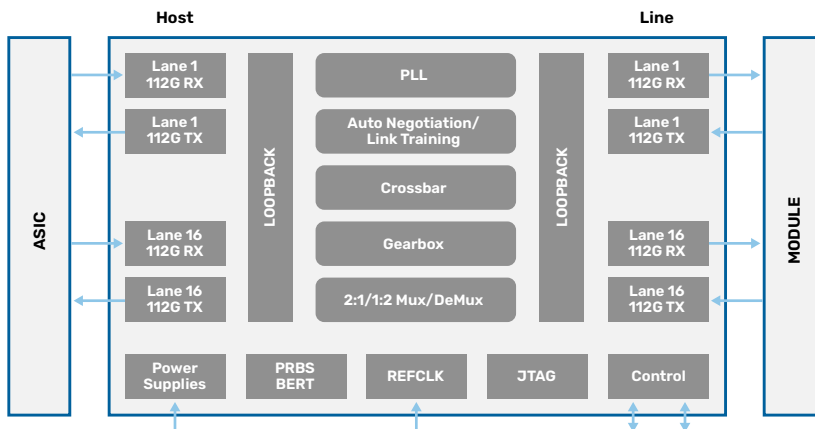 Host
Line
ASIC
Lane 1
112G RX
Lane 1
112G TX
Lane 16
112G RX
Lane 16
112G TX
LOOPBACK
PLL
Auto Negotiation/
Link Training
Crossbar
Gearbox
2:1/1:2 Mux/DeMux
LOOPBACK
Lane 1
112G RX
Lane 1
112G TX
Lane 16
112G RX
Lane 16
112G TX
MODULE
Power
Supplies
PRBS
BERT
REFCLK
JTAG
Control